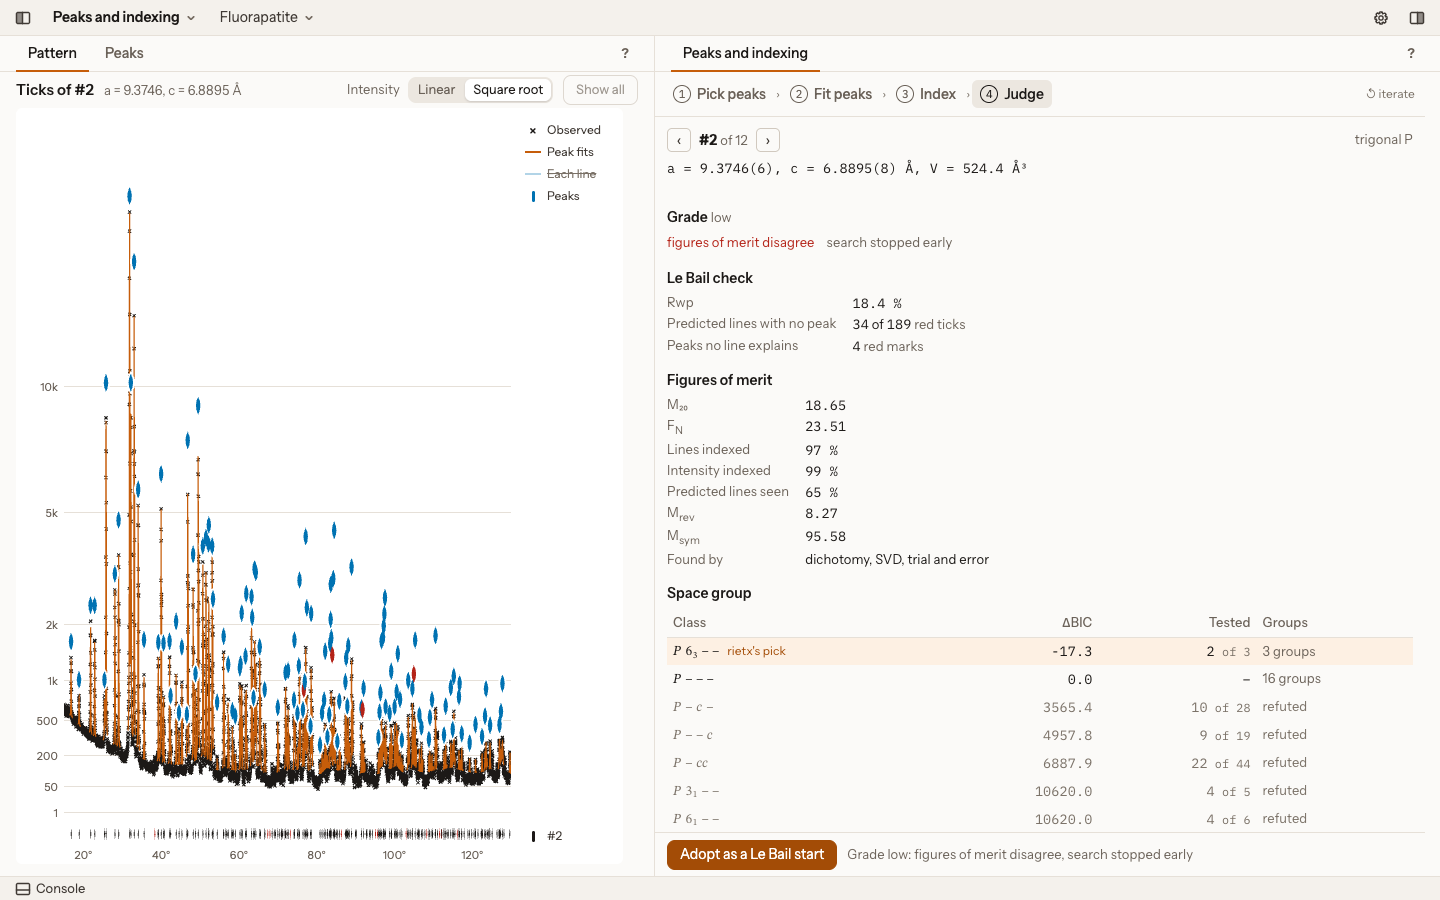 Peaks and indexing Fluorapatite
Pattern Peaks ?
Ticks of #2 a = 9.3746, c = 6.8895 Å Intensity Linear Square root Show all
Observed
Peak fits
Each line
Peaks
10k
5k
2k
1k
500
200
50
1
#2
20° 40° 60° 80° 100° 120°
Peaks and indexing ?
1 Pick peaks › 2 Fit peaks › 3 Index › 4 Judge ↺ iterate
‹ #2 of 12 › trigonal P
a = 9.3746(6), c = 6.8895(8) Å, V = 524.4 Å³
Grade low
figures of merit disagree search stopped early
Le Bail check
Rwp 18.4 %
Predicted lines with no peak 34 of 189 red ticks
Peaks no line explains 4 red marks
Figures of merit
M₂₀ 18.65
F_N 23.51
Lines indexed 97 %
Intensity indexed 99 %
Predicted lines seen 65 %
M_rev 8.27
M_sym 95.58
Found by dichotomy, SVD, trial and error
Space group
Class ΔBIC Tested Groups
P 6₃ – – rietx's pick -17.3 2 of 3 3 groups
P – – – 0.0 – 16 groups
P – c – 3565.4 10 of 28 refuted
P – – c 4957.8 9 of 19 refuted
P – cc 6887.9 22 of 44 refuted
P 3₁ – – 10620.0 4 of 5 refuted
P 6₁ – – 10620.0 4 of 6 refuted
Adopt as a Le Bail start Grade low: figures of merit disagree, search stopped early
Console